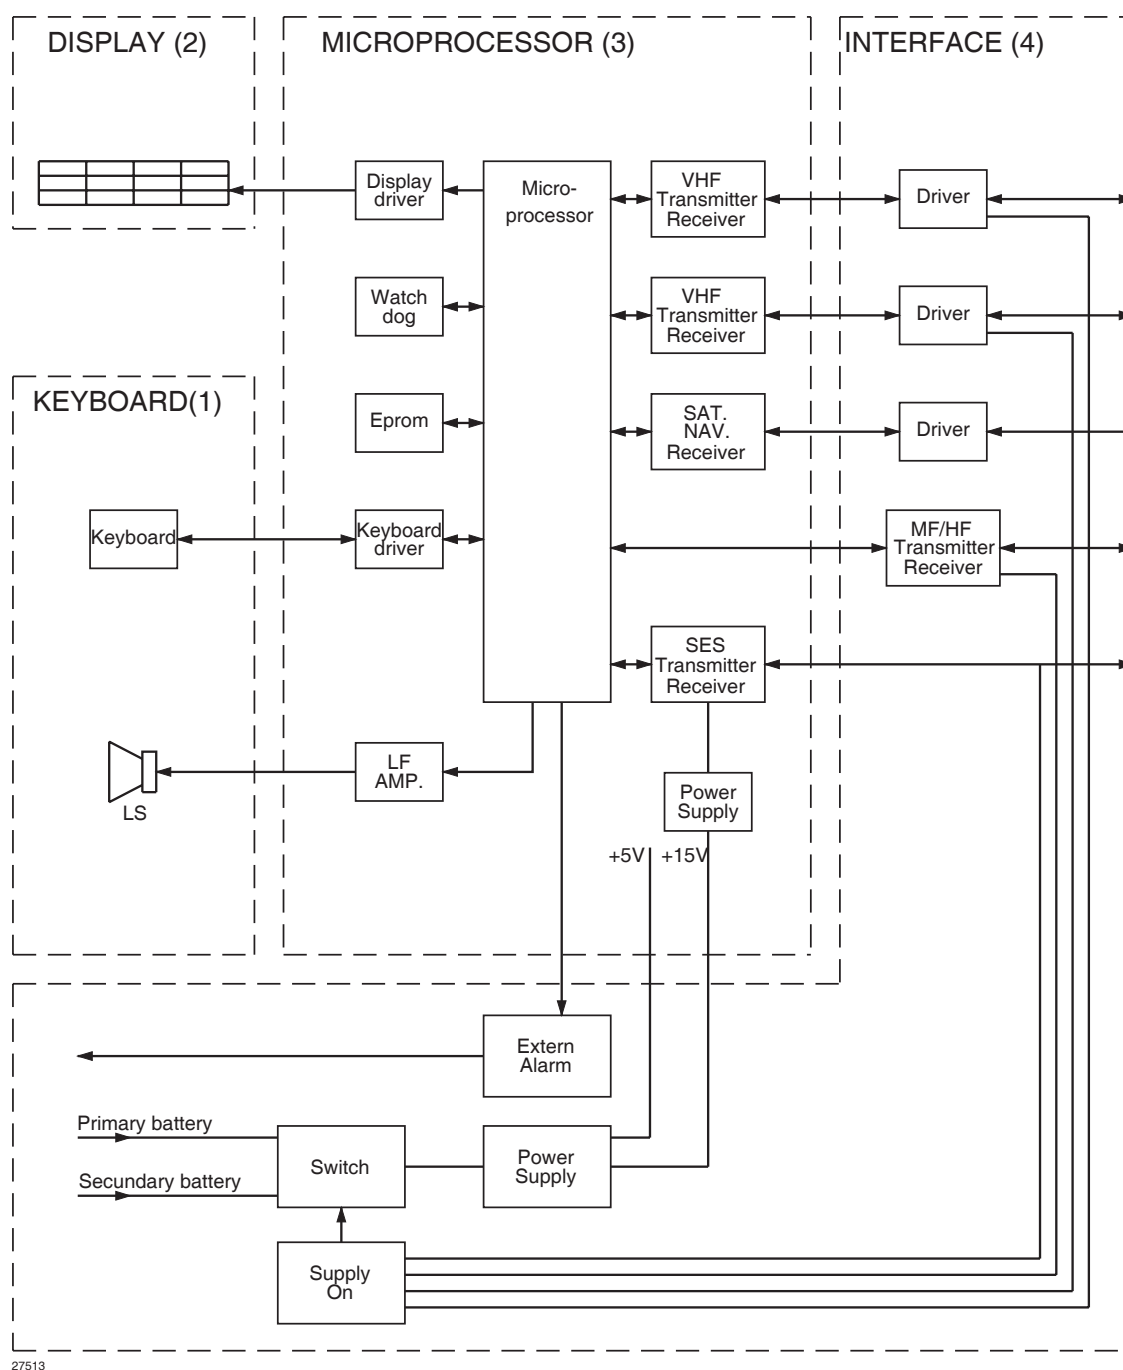 DISPLAY (2)
MICROPROCESSOR (3)
INTERFACE (4)
Display
driver
Micro-
processor
VHF
Transmitter
Receiver
Driver
Watch
dog
VHF
Transmitter
Receiver
Driver
KEYBOARD(1)
Eprom
SAT.
NAV.
Receiver
Driver
Keyboard
Keyboard
driver
MF/HF
Transmitter
Receiver
SES
Transmitter
Receiver
LS
LF
AMP.
Power
Supply
+5V
+15V
Extern
Alarm
Primary battery
Secundary battery
Switch
Power
Supply
Supply
On
27513